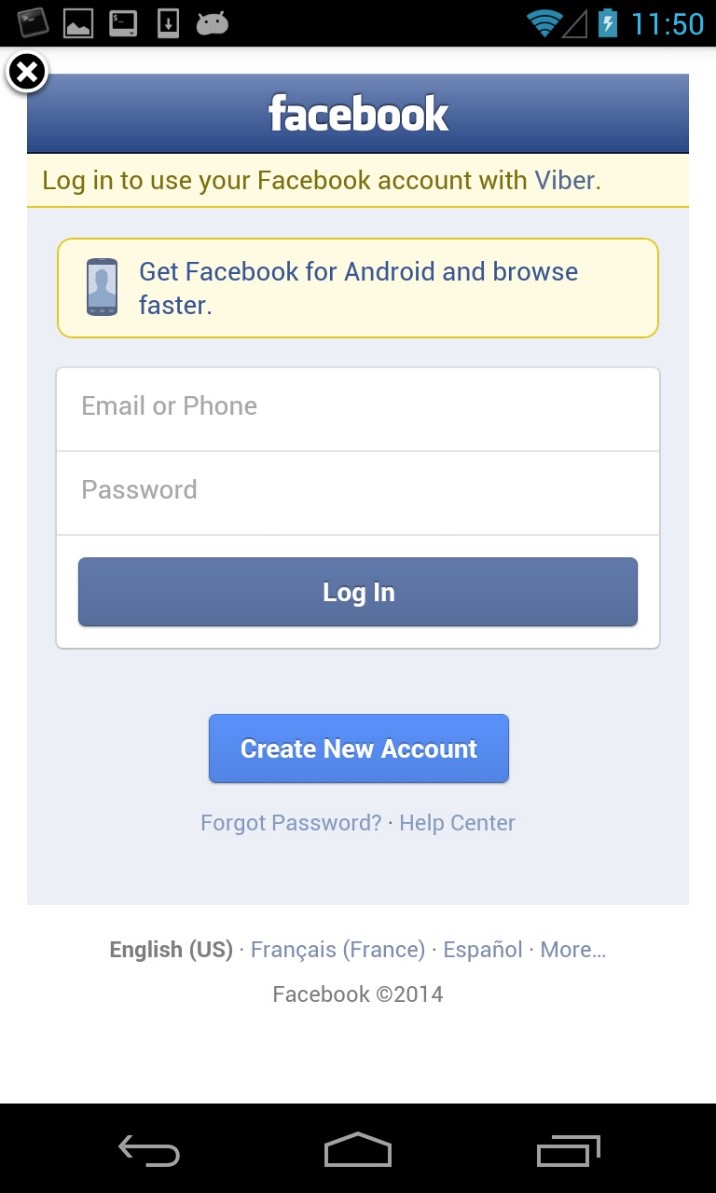 11:50
facebook
Log in to use your Facebook account with Viber.
Get Facebook for Android and browse
faster.
Email or Phone
Password
Log In
Create New Account
Forgot Password? · Help Center
English (US) · Français (France) · Español · More...
Facebook ©2014